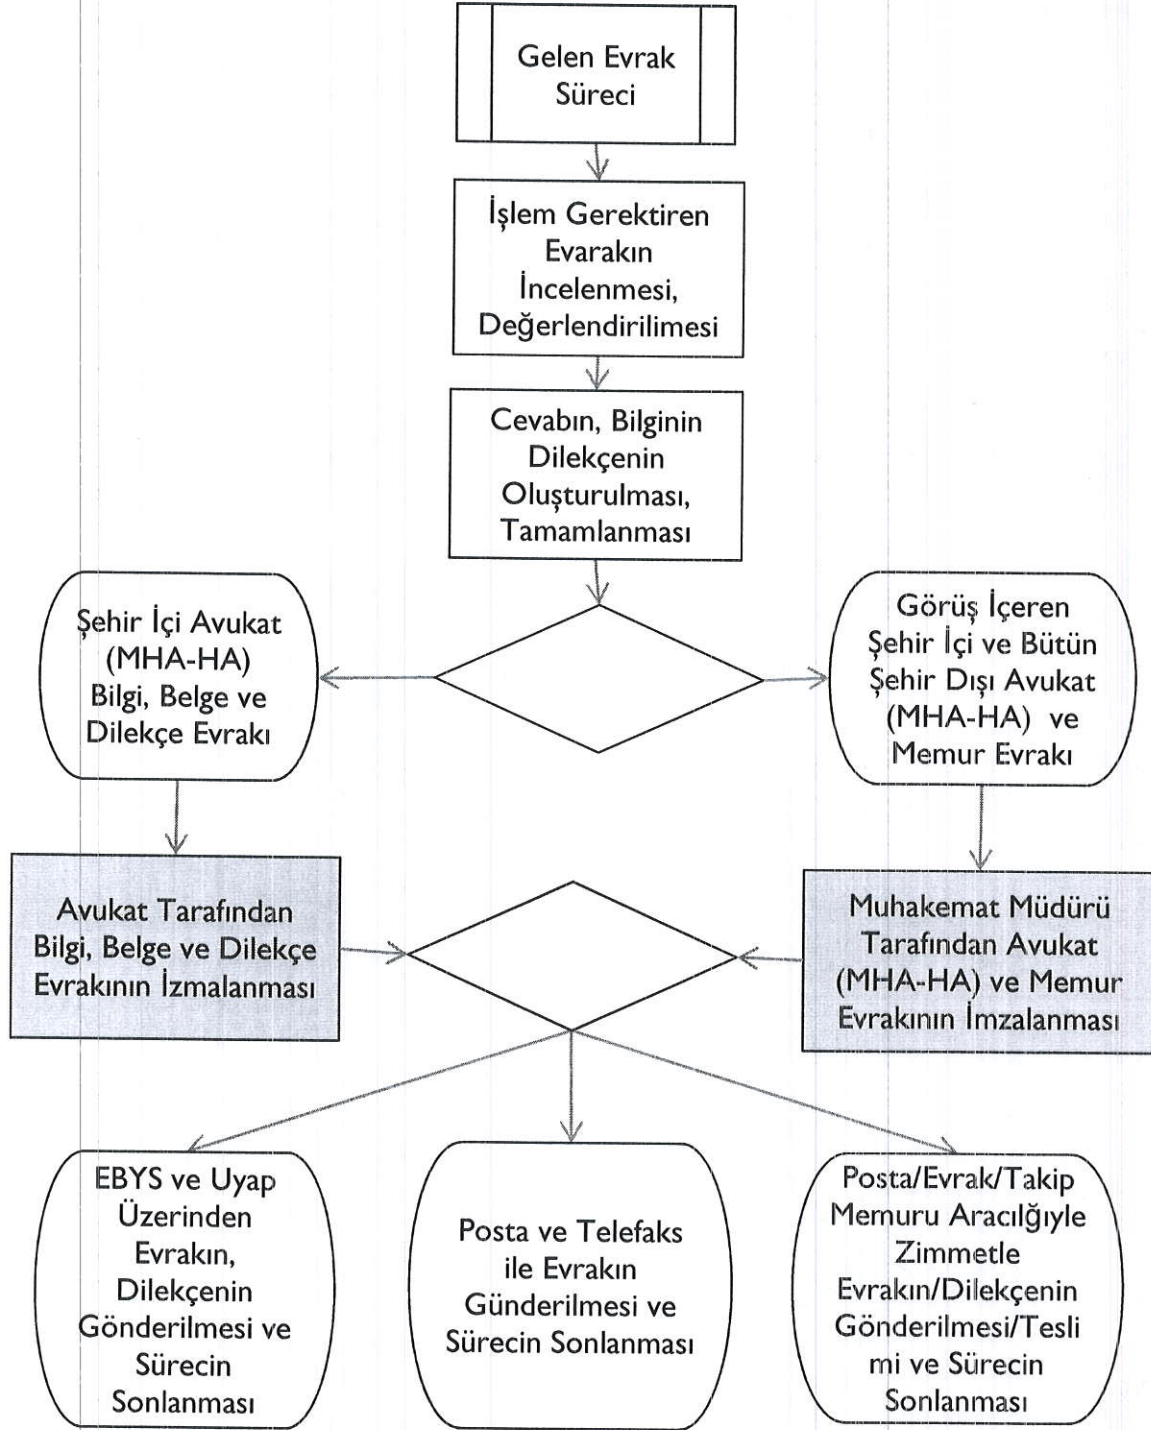 Gelen Evrak
Süreci
İşlem Gerektiren
Evarakın
İncelenmesi,
Değerlendirilimesi
Cevabın, Bilginin
Dilekçenin
Oluşturulması,
Tamamlanması
Şehir İçi Avukat
(MHA-HA)
Bilgi, Belge ve
Dilekçe Evrakı
Görüş İçeren
Şehir İçi ve Bütün
Şehir Dışı Avukat
(MHA-HA) ve
Memur Evrakı
Avukat Tarafından
Bilgi, Belge ve Dilekçe
Evrakının İzmalanması
Muhakemat Müdürü
Tarafından Avukat
(MHA-HA) ve Memur
Evrakının İmzalanması
EBYS ve Uyap
Üzerinden
Evrakın,
Dilekçenin
Gönderilmesi ve
Sürecin
Sonlanması
Posta ve Telefaks
ile Evrakın
Günderilmesi ve
Sürecin Sonlanması
Posta/Evrak/Takip
Memuru Aracılğıyle
Zimmetle
Evrakın/Dilekçenin
Gönderilmesi/Tesli
mi ve Sürecin
Sonlanması